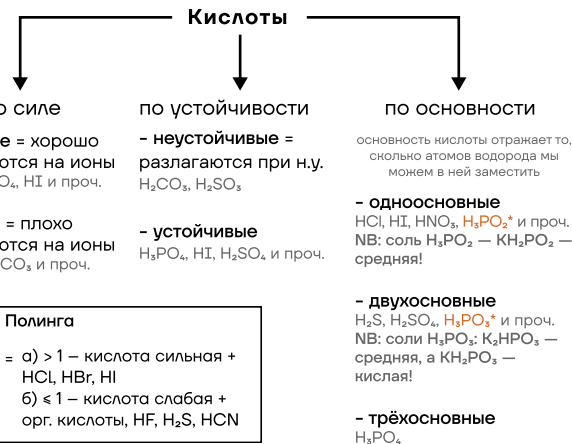 Кислоты
о силе
е = хорошо
ются на ионы
O₄, HI и проч.
= плохо
ются на ионы
CO₃ и проч.
по устойчивости
- неустойчивые =
разлагаются при н.у.
H₂CO₃, H₂SO₃
- устойчивые
H₃PO₄, HI, H₂SO₄ и проч.
по основности
основность кислоты отражает то,
сколько атомов водорода мы
можем в ней заместить
- одноосновные
HCl, HI, HNO₃, H₃PO₂* и проч.
NB: соль H₃PO₂ — KH₂PO₂ —
средняя!
- двухосновные
H₂S, H₂SO₄, H₃PO₃* и проч.
NB: соли H₃PO₃: K₂HPO₃ —
средняя, а KH₂PO₃ —
кислая!
- трёхосновные
H₃PO₄
Полинга
= а) > 1 — кислота сильная +
HCl, HBr, HI
б) ⩽ 1 — кислота слабая +
орг. кислоты, HF, H₂S, HCN